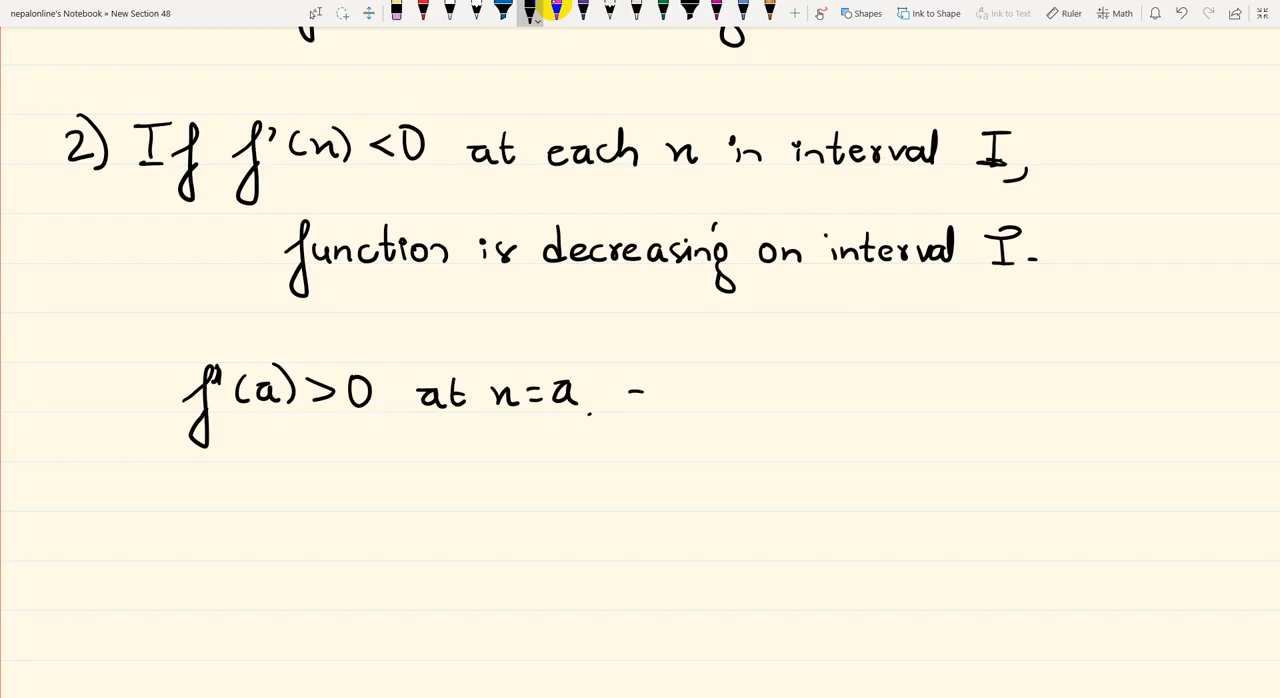 nepalonline's Notebook » New Section 48
Shapes Ink to Shape Ink to Text Ruler Math
2) If f'(x) <0 at each x in interval I,
function is decreasing on interval I.
f'(a) >0 at x=a. -